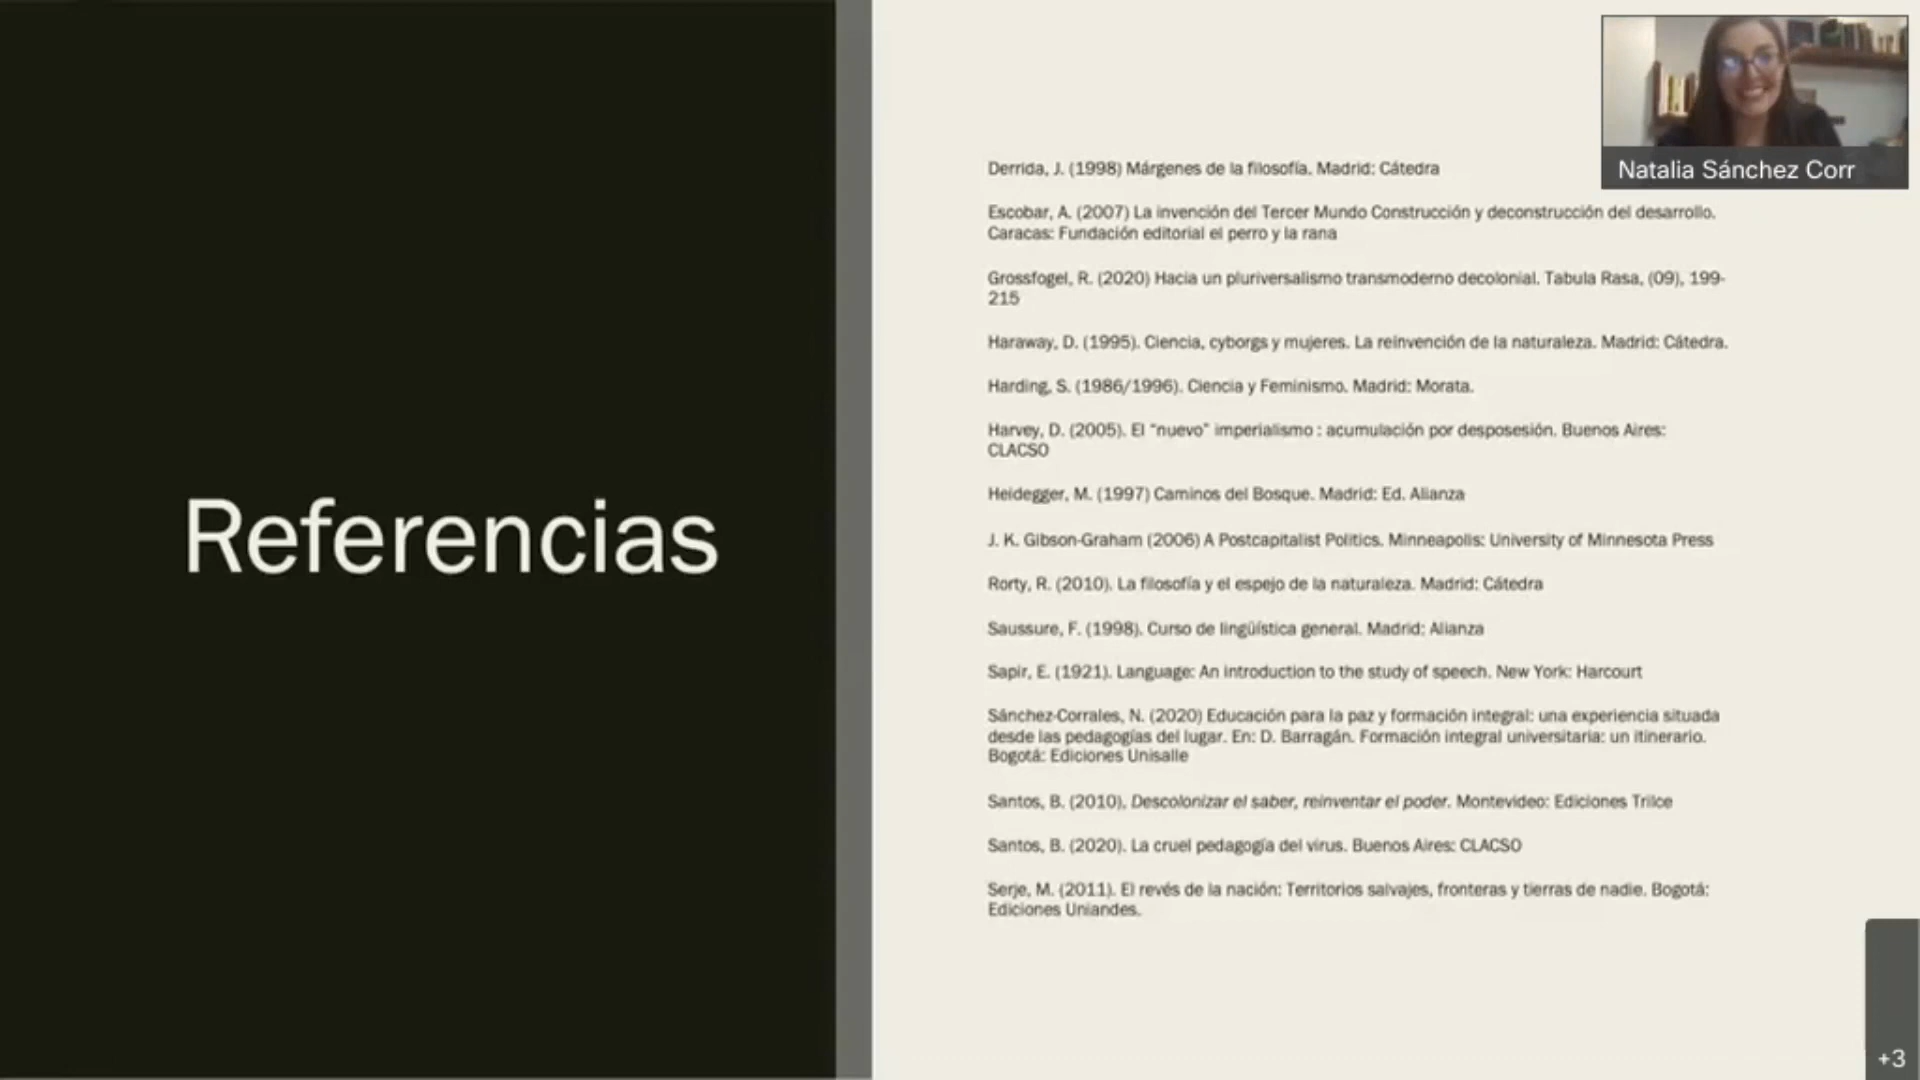 Referencias
Natalia Sánchez Corr
Derrida, J. (1998) Márgenes de la filosofía. Madrid: Cátedra
Escobar, A. (2007) La invención del Tercer Mundo Construcción y deconstrucción del desarrollo.
Caracas: Fundación editorial el perro y la rana
Grossfogel, R. (2020) Hacia un pluriversalismo transmoderno decolonial. Tabula Rasa, (09), 199-
215
Haraway, D. (1995). Ciencia, cyborgs y mujeres. La reinvención de la naturaleza. Madrid: Cátedra.
Harding, S. (1986/1996). Ciencia y Feminismo. Madrid: Morata.
Harvey, D. (2005). El "nuevo" imperialismo : acumulación por desposesión. Buenos Aires:
CLACSO
Heidegger, M. (1997) Caminos del Bosque. Madrid: Ed. Alianza
J. K. Gibson-Graham (2006) A Postcapitalist Politics. Minneapolis: University of Minnesota Press
Rorty, R. (2010). La filosofía y el espejo de la naturaleza. Madrid: Cátedra
Saussure, F. (1998). Curso de lingüística general. Madrid: Alianza
Sapir, E. (1921). Language: An introduction to the study of speech. New York: Harcourt
Sánchez-Corrales, N. (2020) Educación para la paz y formación integral: una experiencia situada
desde las pedagogías del lugar. En: D. Barragán. Formación integral universitaria: un itinerario.
Bogotá: Ediciones Unisalle
Santos, B. (2010), Descolonizar el saber, reinventar el poder. Montevideo: Ediciones Trilce
Santos, B. (2020). La cruel pedagogía del virus. Buenos Aires: CLACSO
Serje, M. (2011). El revés de la nación: Territorios salvajes, fronteras y tierras de nadie. Bogotá:
Ediciones Uniandes.
+3